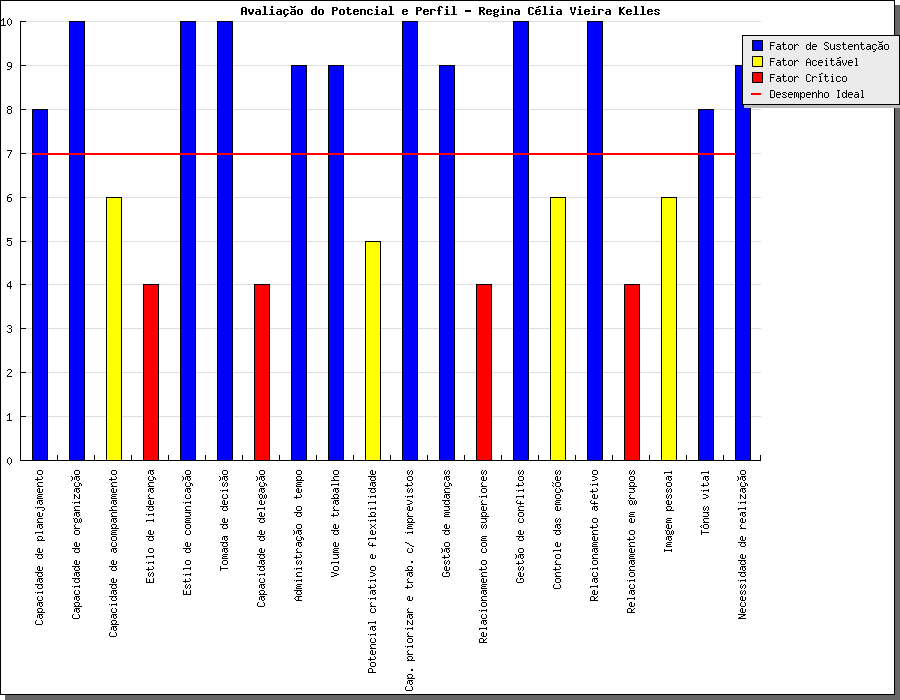 Avaliação do Potencial e Perfil - Regina Célia Vieira Kelles
10
9
8
7
6
5
4
3
2
1
0
Fator de Sustentação
Fator Aceitável
Fator Crítico
Desempenho Ideal
Capacidade de planejamento
Capacidade de organização
Capacidade de acompanhamento
Estilo de liderança
Estilo de comunicação
Tomada de decisão
Capacidade de delegação
Administração do tempo
Volume de trabalho
Potencial criativo e flexibilidade
Cap. priorizar e trab. c/ imprevistos
Gestão de mudanças
Relacionamento com superiores
Gestão de conflitos
Controle das emoções
Relacionamento afetivo
Relacionamento em grupos
Imagem pessoal
Tônus vital
Necessidade de realização